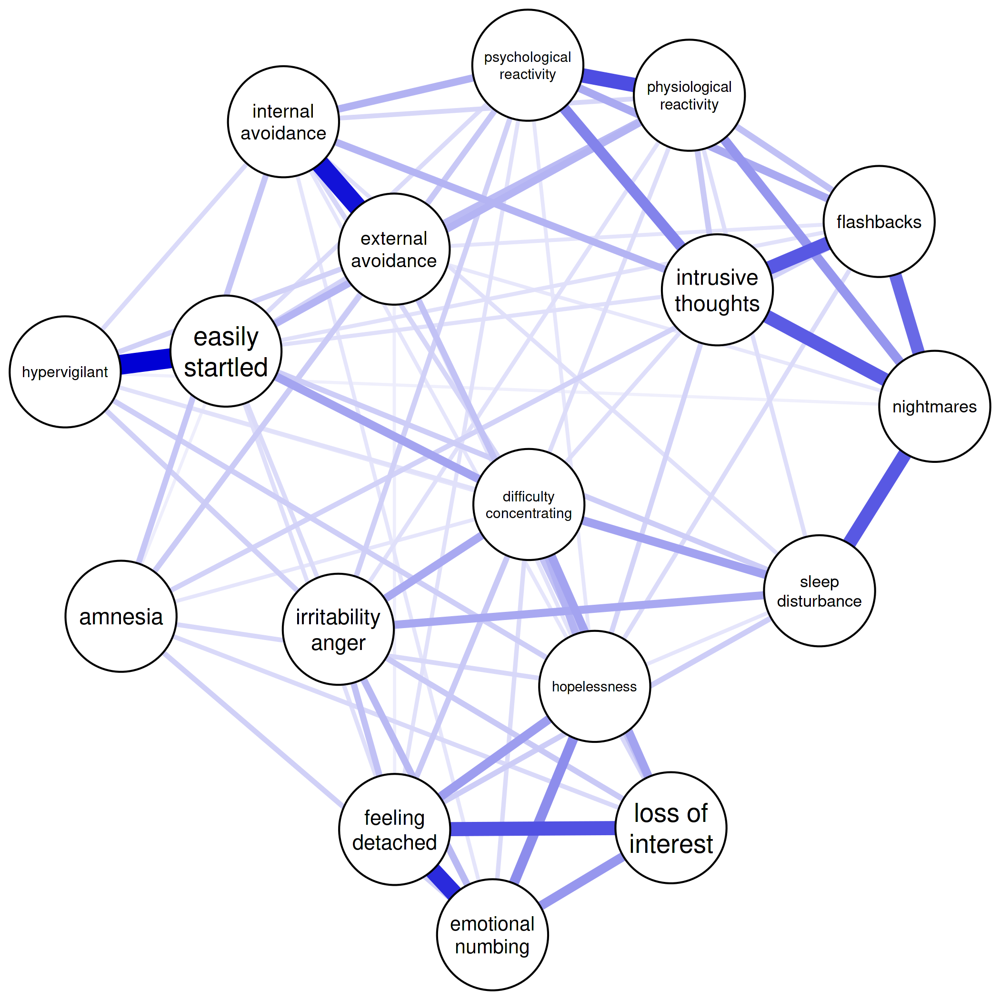 psychological
reactivity
physiological
reactivity
internal
avoidance
flashbacks
external
avoidance
intrusive
thoughts
easily
startled
hypervigilant
nightmares
difficulty
concentrating
sleep
disturbance
amnesia
irritability
anger
hopelessness
feeling
detached
loss of
interest
emotional
numbing